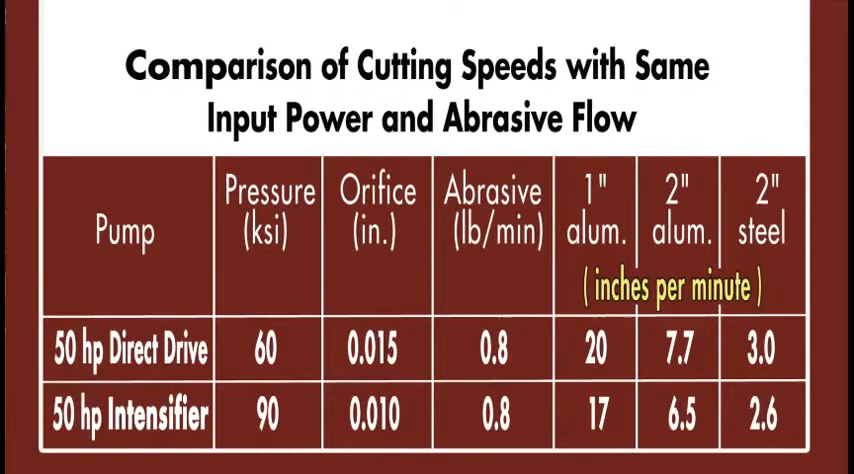 Comparison of Cutting Speeds with Same
Input Power and Abrasive Flow
Pump Pressure (ksi) Orifice (in.) Abrasive (lb/min) 1" alum. 2" alum. 2" steel
( inches per minute )
50 hp Direct Drive 60 0.015 0.8 20 7.7 3.0
50 hp Intensifier 90 0.010 0.8 17 6.5 2.6